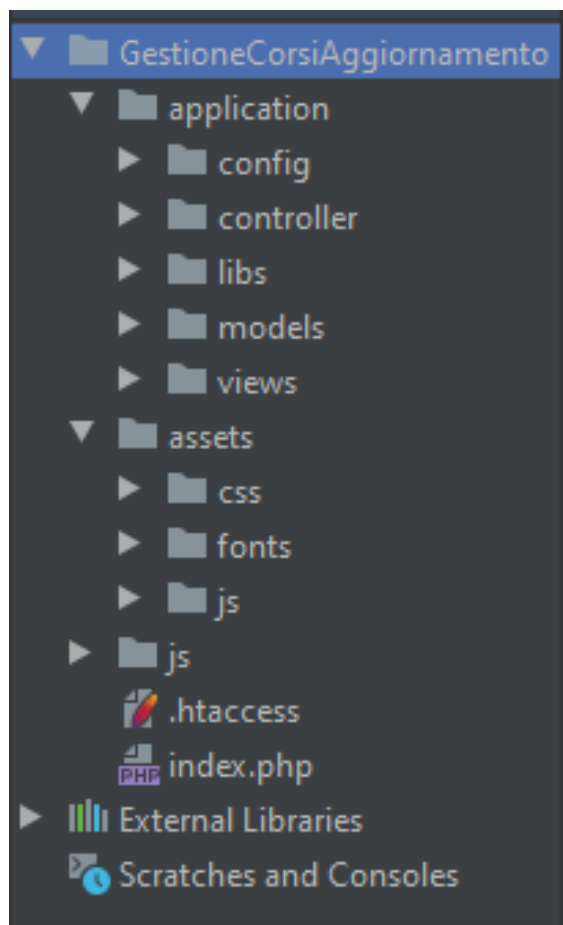 GestioneCorsiAggiornamento
application
config
controller
libs
models
views
assets
css
fonts
js
js
.htaccess
PHP index.php
External Libraries
Scratches and Consoles